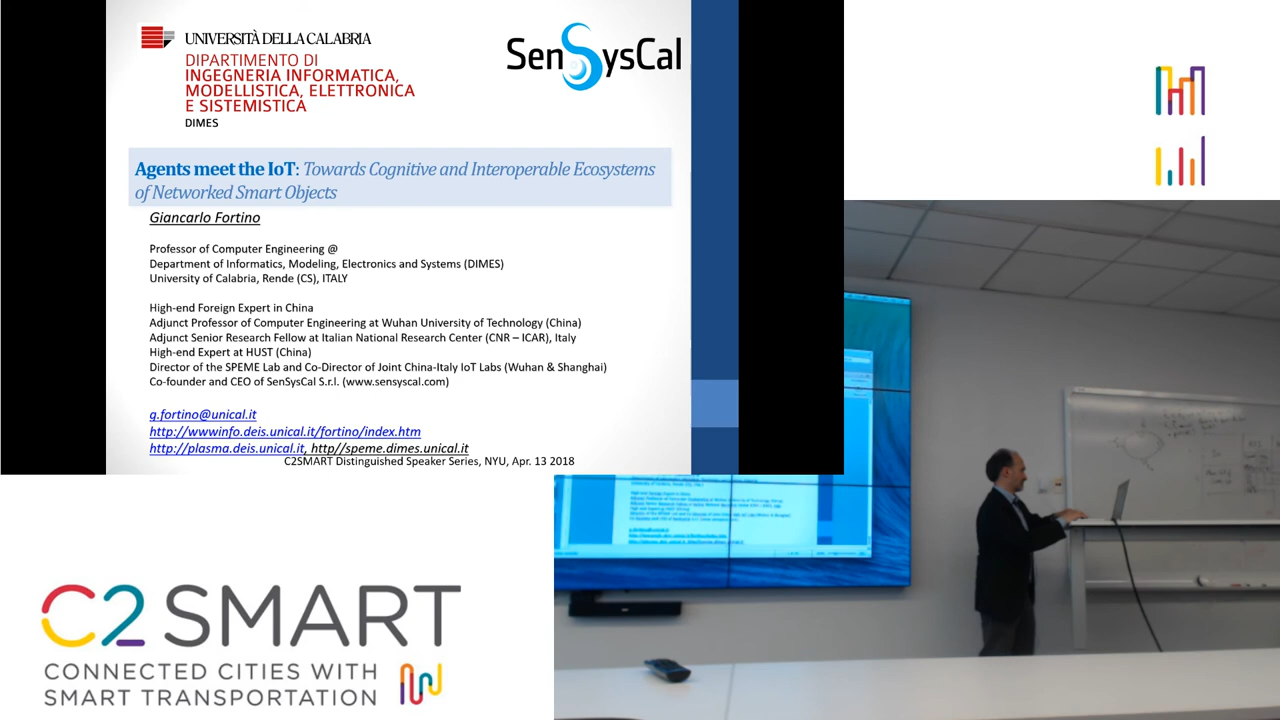 UNIVERSITÀ DELLA CALABRIA
DIPARTIMENTO DI
INGEGNERIA INFORMATICA,
MODELLISTICA, ELETTRONICA
E SISTEMISTICA
DIMES
SenSysCal
Agents meet the IoT: Towards Cognitive and Interoperable Ecosystems
of Networked Smart Objects
Giancarlo Fortino
Professor of Computer Engineering @
Department of Informatics, Modeling, Electronics and Systems (DIMES)
University of Calabria, Rende (CS), ITALY
High-end Foreign Expert in China
Adjunct Professor of Computer Engineering at Wuhan University of Technology (China)
Adjunct Senior Research Fellow at Italian National Research Center (CNR – ICAR), Italy
High-end Expert at HUST (China)
Director of the SPEME Lab and Co-Director of Joint China-Italy IoT Labs (Wuhan & Shanghai)
Co-founder and CEO of SenSysCal S.r.l. (www.sensyscal.com)
g.fortino@unical.it
http://wwwinfo.deis.unical.it/fortino/index.htm
http://plasma.deis.unical.it, http//speme.dimes.unical.it
C2SMART Distinguished Speaker Series, NYU, Apr. 13 2018
C2SMART
CONNECTED CITIES WITH
SMART TRANSPORTATION